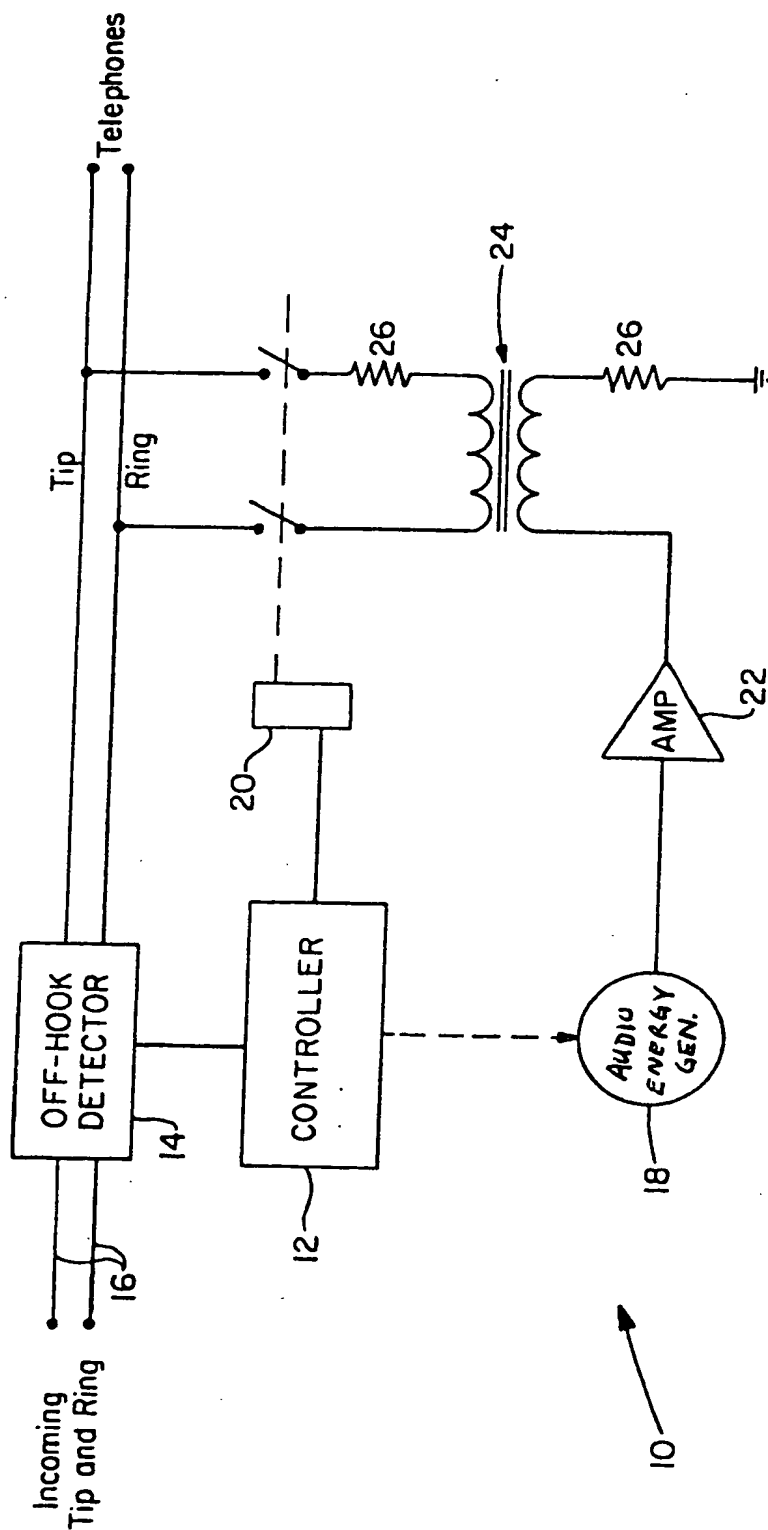 Incoming
Tip and Ring
16
OFF-HOOK
DETECTOR
14
Tip
Ring
Telephones
CONTROLLER
12
20
26
24
26
AUDIO
ENERGY
GEN.
18
AMP
22
10